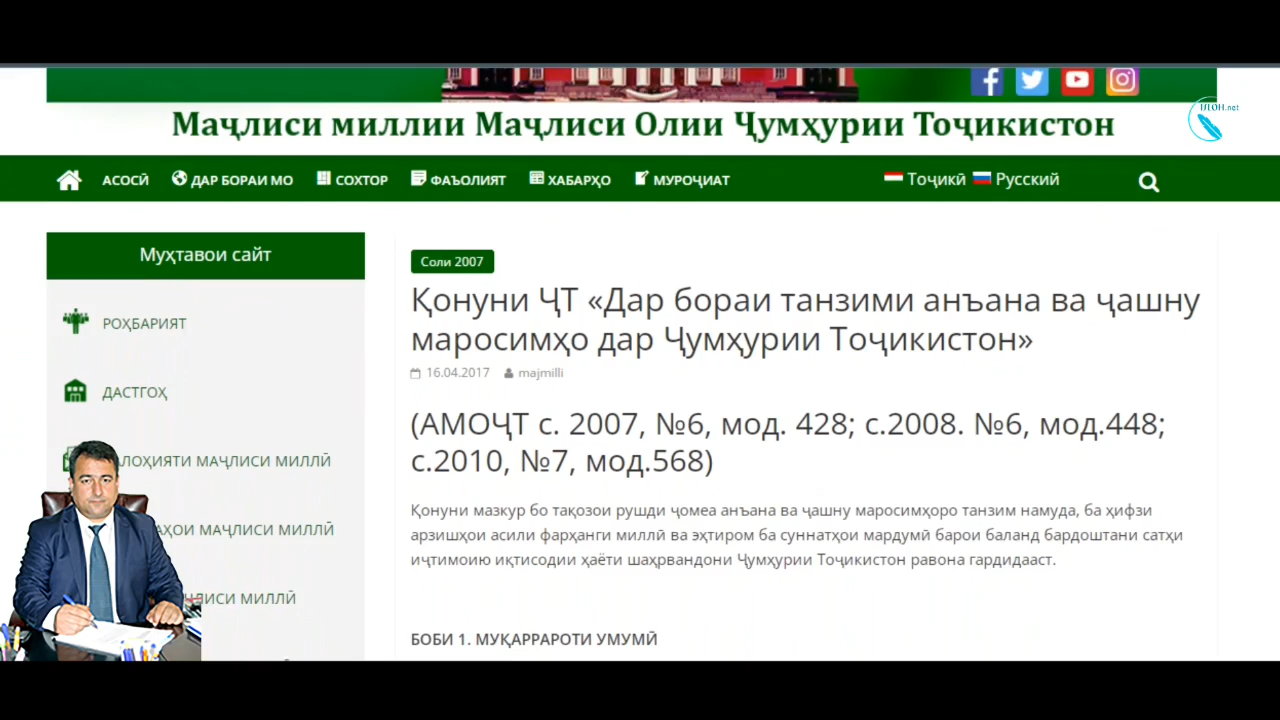 Маҷлиси миллии Маҷлиси Олии Ҷумҳурии Тоҷикистон
IЛОН.net
АСОСӢ ДАР БОРАИ МО СОХТОР ФАЪОЛИЯТ ХАБАРҲО МУРОҶИАТ Тоҷикӣ Русский
Муҳтавои сайт
РОҲБАРИЯТ
ДАСТГОҲ
ЛОҲИЯТИ МАҶЛИСИ МИЛЛӢ
ҲОИ МАҶЛИСИ МИЛЛӢ
ЛИСИ МИЛЛӢ
Соли 2007
Қонуни ҶТ «Дар бораи танзими анъана ва ҷашну
маросимҳо дар Ҷумҳурии Тоҷикистон»
16.04.2017 majmilli
(АМОҶТ с. 2007, №6, мод. 428; с.2008. №6, мод.448;
с.2010, №7, мод.568)
Қонуни мазкур бо тақозои рушди ҷомеа анъана ва ҷашну маросимҳоро танзим намуда, ба ҳифзи
арзишҳои асили фарҳанги миллӣ ва эҳтиром ба суннатҳои мардумӣ барои баланд бардоштани сатҳи
иҷтимоию иқтисодии ҳаёти шаҳрвандони Ҷумҳурии Тоҷикистон равона гардидааст.
БОБИ 1. МУҚАРРАРОТИ УМУМӢ